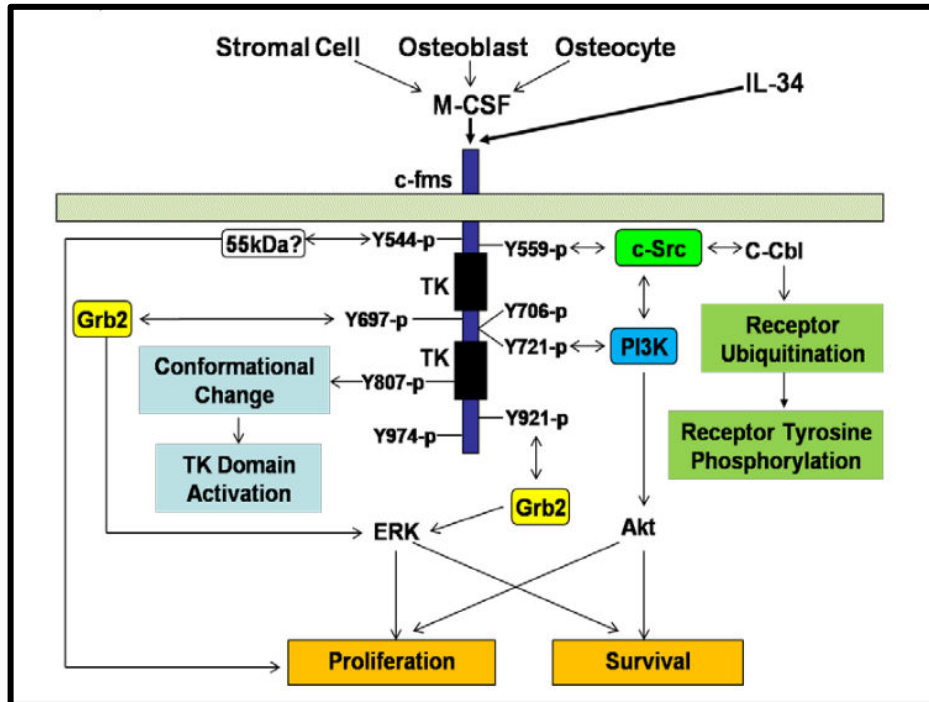 Stromal Cell Osteoblast Osteocyte
M-CSF
IL-34
c-fms
55kDa?
Y544-p
Y559-p
c-Src
C-Cbl
TK
Grb2
Y697-p
Y706-p
Y721-p
PI3K
Receptor
Ubiquitination
TK
Conformational
Change
Y807-p
Y974-p
Y921-p
Receptor Tyrosine
Phosphorylation
TK Domain
Activation
Grb2
ERK
Akt
Proliferation
Survival